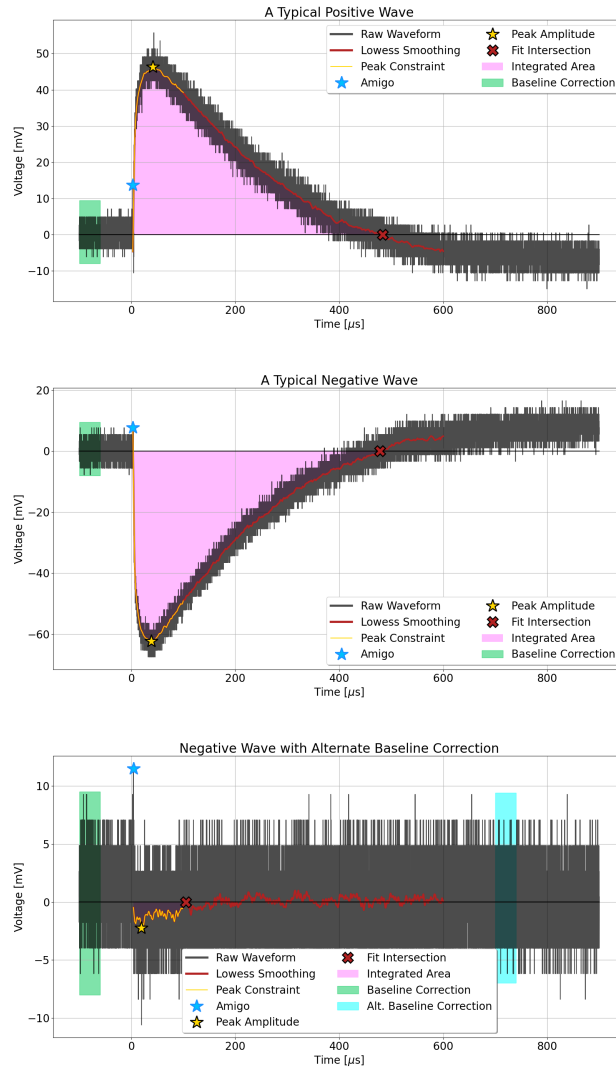 A Typical Positive Wave
Voltage [mV]
50
40
30
20
10
0
−10
Raw Waveform
Lowess Smoothing
Peak Constraint
Amigo
Peak Amplitude
Fit Intersection
Integrated Area
Baseline Correction
0 200 400 600 800
Time [μs]
A Typical Negative Wave
Voltage [mV]
20
0
−20
−40
−60
Raw Waveform
Lowess Smoothing
Peak Constraint
Amigo
Peak Amplitude
Fit Intersection
Integrated Area
Baseline Correction
0 200 400 600 800
Time [μs]
Negative Wave with Alternate Baseline Correction
Voltage [mV]
10
5
0
−5
−10
Raw Waveform
Lowess Smoothing
Peak Constraint
Amigo
Peak Amplitude
Fit Intersection
Integrated Area
Baseline Correction
Alt. Baseline Correction
0 200 400 600 800
Time [μs]